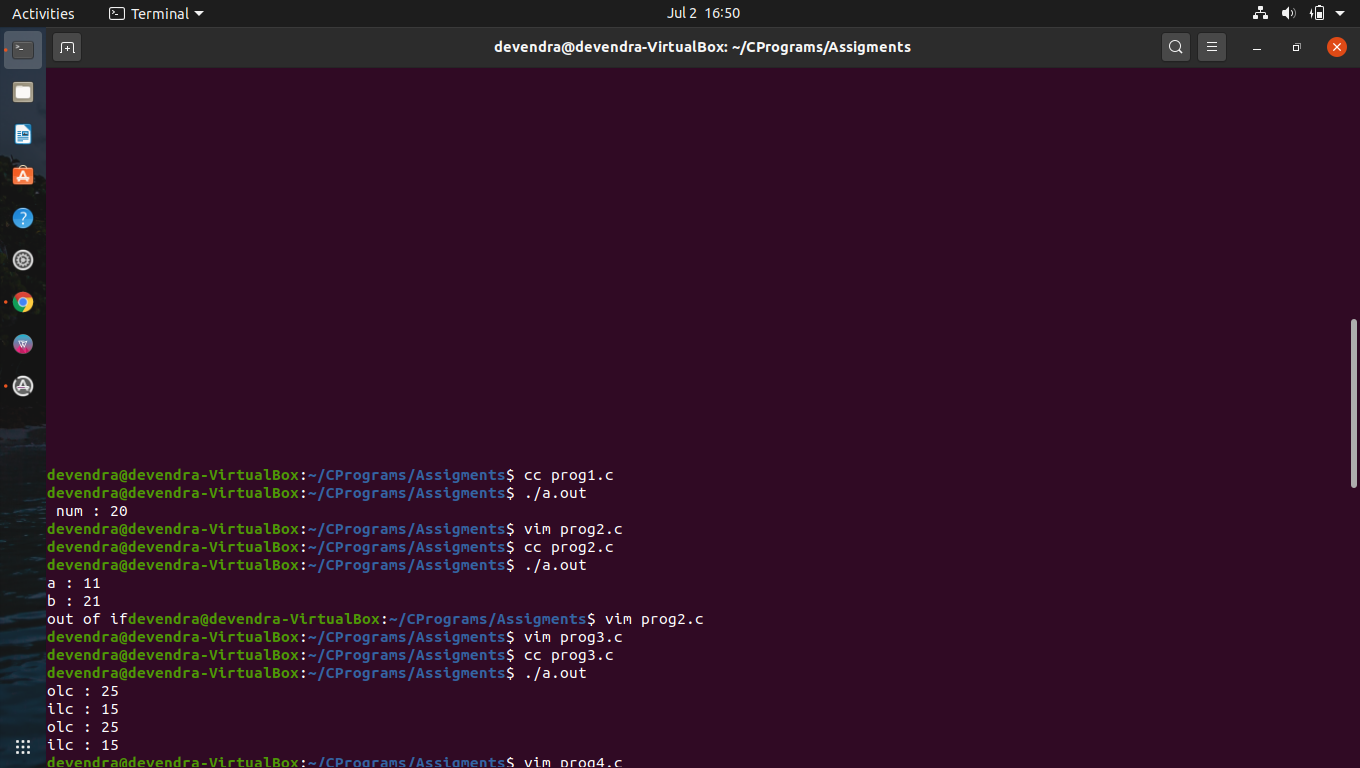 Activities
Terminal
Jul 2 16:50
devendra@devendra-VirtualBox: ~/CPrograms/Assigments
devendra@devendra-VirtualBox:~/CPrograms/Assigments$ cc prog1.c
devendra@devendra-VirtualBox:~/CPrograms/Assigments$ ./a.out
 num : 20
devendra@devendra-VirtualBox:~/CPrograms/Assigments$ vim prog2.c
devendra@devendra-VirtualBox:~/CPrograms/Assigments$ cc prog2.c
devendra@devendra-VirtualBox:~/CPrograms/Assigments$ ./a.out
a : 11
b : 21
out of ifdevendra@devendra-VirtualBox:~/CPrograms/Assigments$ vim prog2.c
devendra@devendra-VirtualBox:~/CPrograms/Assigments$ vim prog3.c
devendra@devendra-VirtualBox:~/CPrograms/Assigments$ cc prog3.c
devendra@devendra-VirtualBox:~/CPrograms/Assigments$ ./a.out
olc : 25
ilc : 15
olc : 25
ilc : 15
devendra@devendra-VirtualBox:~/CPrograms/Assigments$ vim prog4.c